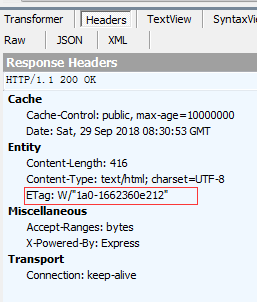 Transformer Headers TextView SyntaxV
Raw JSON XML
Response Headers
HTTP/1.1 200 OK
Cache
Cache-Control: public, max-age=10000000
Date: Sat, 29 Sep 2018 08:30:53 GMT
Entity
Content-Length: 416
Content-Type: text/html; charset=UTF-8
ETag: W/"1a0-1662360e212"
Miscellaneous
Accept-Ranges: bytes
X-Powered-By: Express
Transport
Connection: keep-alive